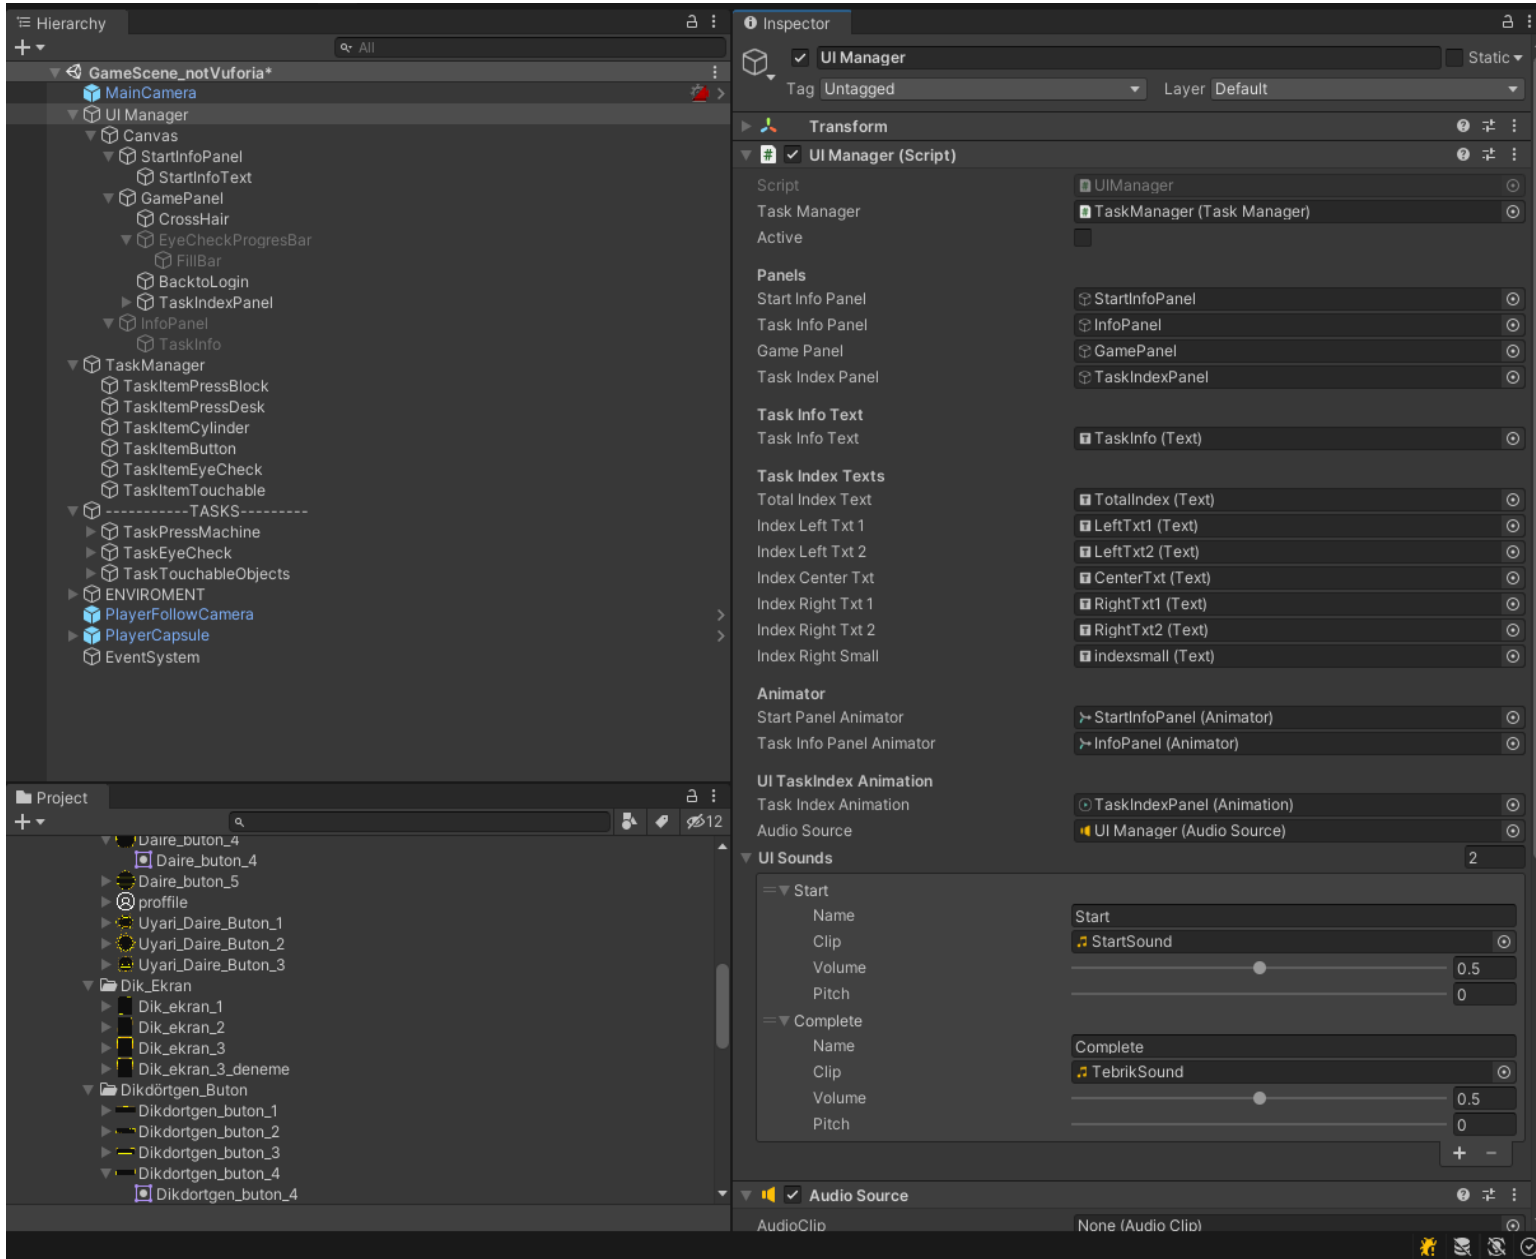 Hierarchy
All
GameScene_notVuforia*
MainCamera
UI Manager
Canvas
StartInfoPanel
StartInfoText
GamePanel
CrossHair
EyeCheckProgresBar
FillBar
BacktoLogin
TaskIndexPanel
InfoPanel
TaskInfo
TaskManager
TaskItemPressBlock
TaskItemPressDesk
TaskItemCylinder
TaskItemButton
TaskItemEyeCheck
TaskItemTouchable
-----------TASKS---------
TaskPressMachine
TaskEyeCheck
TaskTouchableObjects
ENVIROMENT
PlayerFollowCamera
PlayerCapsule
EventSystem
Project
12
Daire_buton_4
Daire_buton_4
Daire_buton_5
proffile
Uyari_Daire_Buton_1
Uyari_Daire_Buton_2
Uyari_Daire_Buton_3
Dik_Ekran
Dik_ekran_1
Dik_ekran_2
Dik_ekran_3
Dik_ekran_3_deneme
Dikdörtgen_Buton
Dikdortgen_buton_1
Dikdortgen_buton_2
Dikdortgen_buton_3
Dikdortgen_buton_4
Dikdortgen_buton_4
Inspector
UI Manager Static
Tag Untagged Layer Default
Transform
UI Manager (Script)
Script UIManager
Task Manager TaskManager (Task Manager)
Active
Panels
Start Info Panel StartInfoPanel
Task Info Panel InfoPanel
Game Panel GamePanel
Task Index Panel TaskIndexPanel
Task Info Text
Task Info Text TaskInfo (Text)
Task Index Texts
Total Index Text TotalIndex (Text)
Index Left Txt 1 LeftTxt1 (Text)
Index Left Txt 2 LeftTxt2 (Text)
Index Center Txt CenterTxt (Text)
Index Right Txt 1 RightTxt1 (Text)
Index Right Txt 2 RightTxt2 (Text)
Index Right Small indexsmall (Text)
Animator
Start Panel Animator StartInfoPanel (Animator)
Task Info Panel Animator InfoPanel (Animator)
UI TaskIndex Animation
Task Index Animation TaskIndexPanel (Animation)
Audio Source UI Manager (Audio Source)
UI Sounds 2
Start
Name Start
Clip StartSound
Volume 0.5
Pitch 0
Complete
Name Complete
Clip TebrikSound
Volume 0.5
Pitch 0
Audio Source
AudioClip None (Audio Clip)